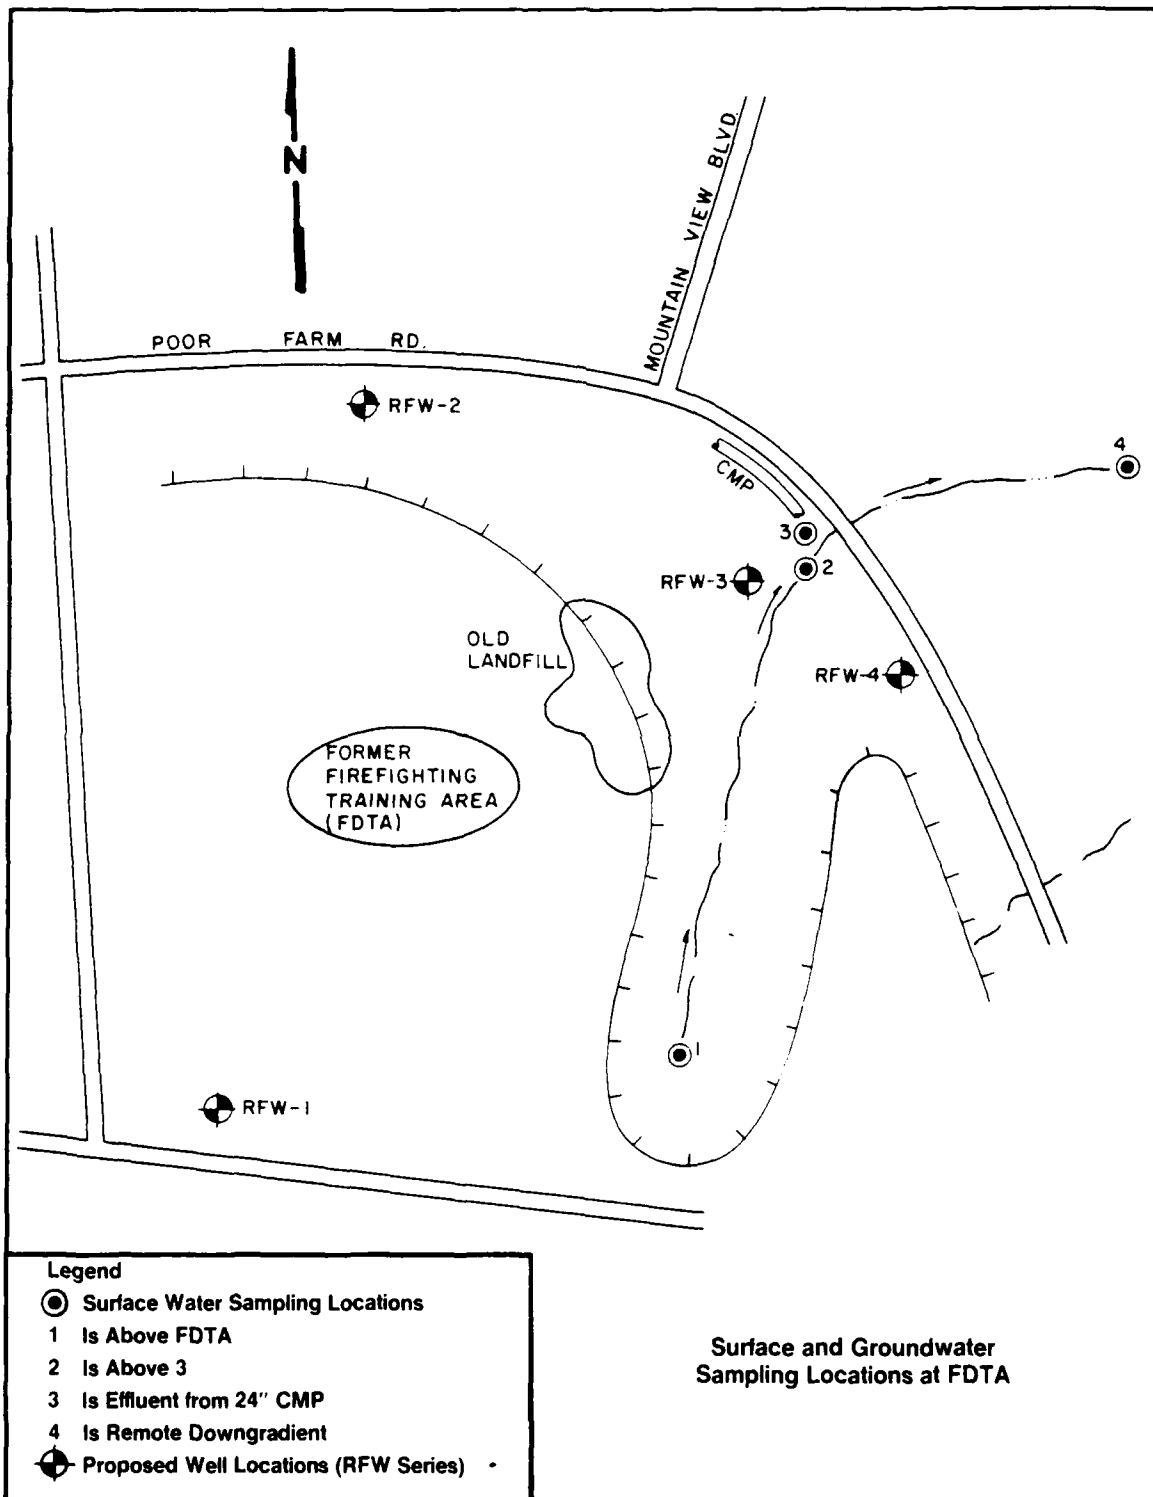 N
MOUNTAIN VIEW BLVD.
POOR FARM RD.
RFW-2
4
CMP
3
2
RFW-3
OLD
LANDFILL
RFW-4
FORMER
FIREFIGHTING
TRAINING AREA
(FDTA)
1
RFW-1
Legend
Surface Water Sampling Locations
1 Is Above FDTA
2 Is Above 3
3 Is Effluent from 24" CMP
4 Is Remote Downgradient
Proposed Well Locations (RFW Series)
Surface and Groundwater
Sampling Locations at FDTA